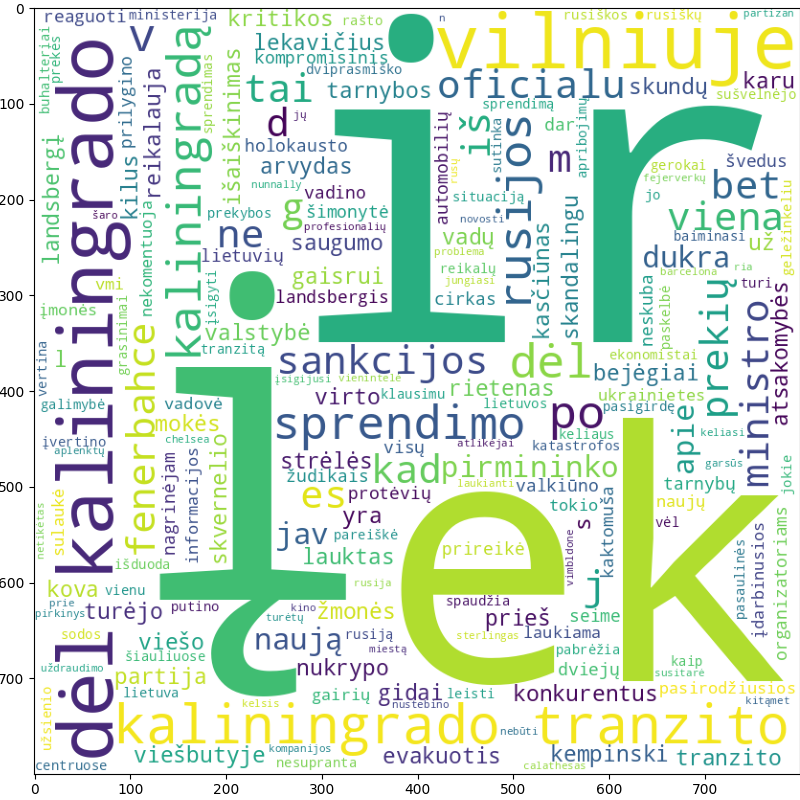 0
100
200
300
400
500
600
700
0 100 200 300 400 500 600 700
reaguoti
ministerija
kritikos
rašto
n
rusiškos
rusiškų
partizan
v
lekavičius
kompromisinis
dviprasmiško
vilniuje
buhalteriai
prekės
tai
tarnybos
oficialu
skundų
karu
sušvelnėjo
sprendimas
išaiškinimas
kaliningradą
prilygino
reikalauja
d
jų
holokausto
arvydas
nunnally
vadino
prekybos
g
šimonytė
profesionalių
ne
saugumo
lietuvių
gaisrui
landsbergis
įsigyti
valstybė
tranzitą
ir
automobilių
rusų
iš
sutinka
sprendimą
situaciją
novosti
vadų
problema
reikalų
jungiasi
cirkas
rusijos
dar
m
apribojimų
kasčiūnas
skandalingu
gerokai
fejerverkų
jo
švedus
bet
viena
baiminasi
už
geležinkeliu
dukra
barcelona
ria
turi
neskuba
paskelbė
prekių
ministro
atsakomybės
landsbergį
šaro
kilus
nekomentuoja
vmi
įmonės
grasinimai
l
vertina
galimybė
įvertino
aplenktų
dėl kaliningrado
fenerbahce
vadovė
mokės
chelsea
įsigijusi
vienintelė
sankcijos
dėl
ekonomistai
bejėgiai
virto
klausimu
rietenas
lietuvos
ukrainietes
pasigirdę
sprendimo
po
keliaus
katastrofos
apie
keliasi
garsūs
tarnybų
jokie
visų
atlikėjai
strėlės
žudikais
kad
pirmininko
laukianti
valkiūno
es
protėvių
tokio
naujų
yra
s
vėl
jav
pareiškė
lauktas
prireikė
vimbldone
kaktomuša
į
ek
netikėtas
sulaukė
nagrinėjam
informacijos
skvernelio
išduoda
kova
vienu
prie
pirkinys
turėjo
putino
rusija
kino
turėtų
žmonės
spaudžia
prieš
j
seime
pasaulinės
įdarbinusios
organizatoriams
sodos
viešo
šiauliuose
naują
rusiją
miestą
sterlingas
laukiama
pabrėžia
kaip
susitarė
dviejų
uždraudimo
partija
lietuva
nukrypo
gairių
gidai
leisti
nustebino
konkurentus
pasirodžiusios
kitąmet
užsienio
kelsis
kaliningrado tranzito
nebūti
centruose
viešbutyje
kompanijos
nesupranta
evakuotis
kempinski
calathesas
tranzito